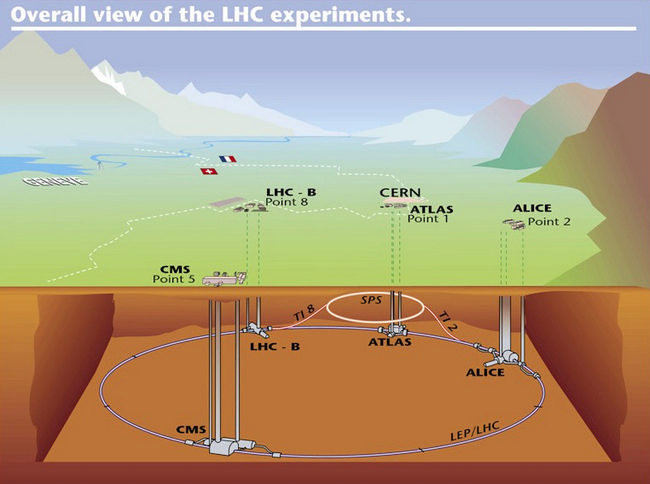 Overall view of the LHC experiments.
GENEVE
LHC - B
Point 8
CERN
ATLAS
Point 1
ALICE
Point 2
CMS
Point 5
SPS
TI 8
TI 2
LHC - B
ATLAS
ALICE
CMS
LEP/LHC